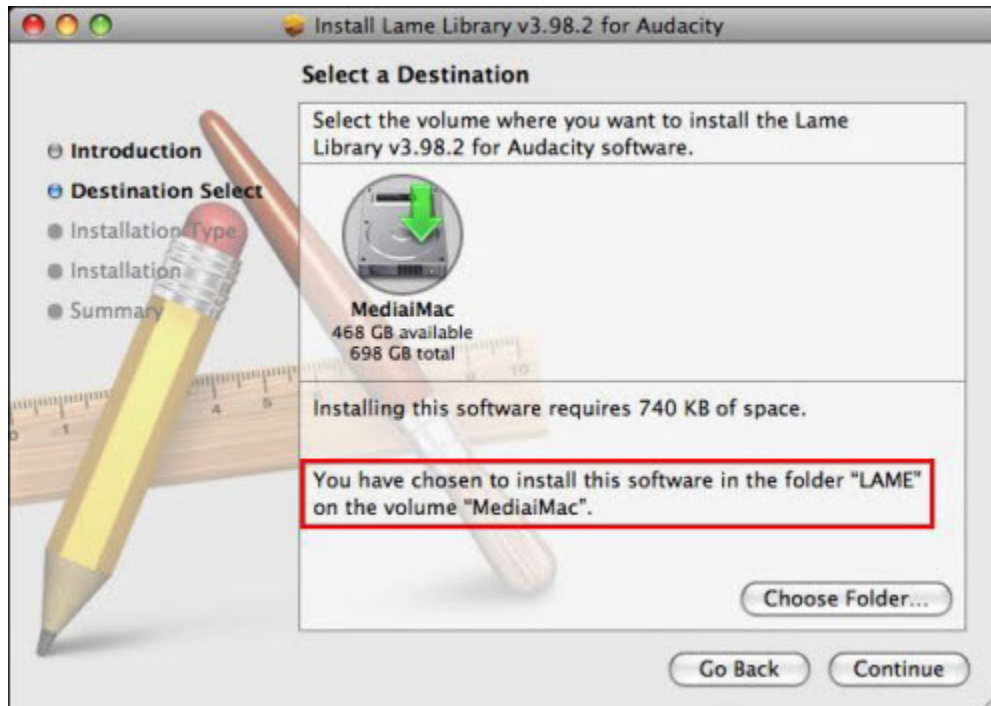 Install Lame Library v3.98.2 for Audacity
Select a Destination
Introduction
Destination Select
Installation Type
Installation
Summary
Select the volume where you want to install the Lame
Library v3.98.2 for Audacity software.
MediaiMac
468 GB available
698 GB total
Installing this software requires 740 KB of space.
You have chosen to install this software in the folder "LAME"
on the volume "MediaiMac".
Choose Folder...
Go Back
Continue